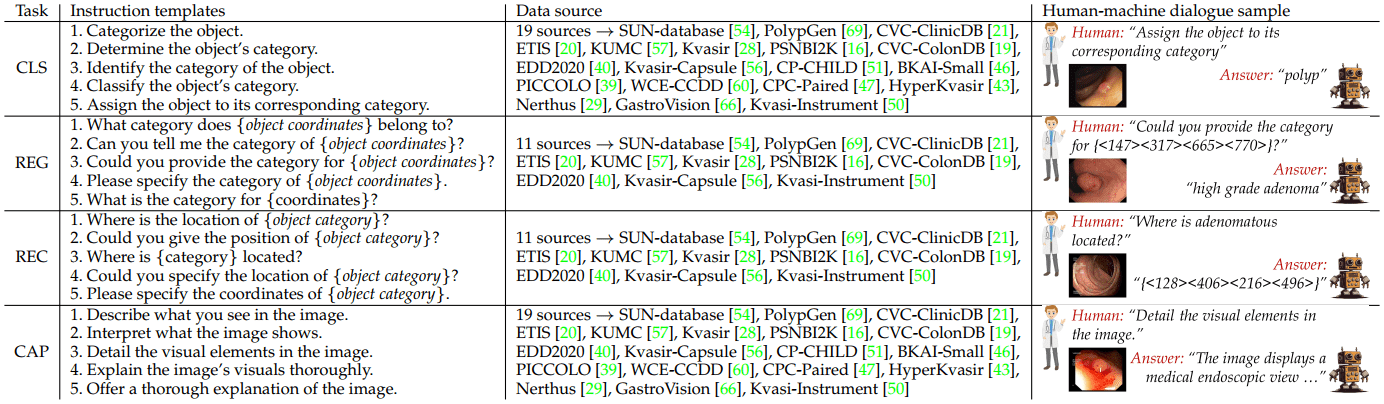 Task Instruction templates Data source Human-machine dialogue sample
CLS
1. Categorize the object.
2. Determine the object's category.
3. Identify the category of the object.
4. Classify the object's category.
5. Assign the object to its corresponding category.
19 sources → SUN-database [54], PolypGen [69], CVC-ClinicDB [21],
ETIS [20], KUMC [57], Kvasir [28], PSNBI2K [16], CVC-ColonDB [19],
EDD2020 [40], Kvasir-Capsule [56], CP-CHILD [51], BKAI-Small [46],
PICCOLO [39], WCE-CCDD [60], CPC-Paired [47], HyperKvasir [43],
Nerthus [29], GastroVision [66], Kvasi-Instrument [50]
Human: "Assign the object to its
corresponding category"
Answer: "polyp"
REG
1. What category does {object coordinates} belong to?
2. Can you tell me the category of {object coordinates}?
3. Could you provide the category for {object coordinates}?
4. Please specify the category of {object coordinates}.
5. What is the category for {coordinates}?
11 sources → SUN-database [54], PolypGen [69], CVC-ClinicDB [21],
ETIS [20], KUMC [57], Kvasir [28], PSNBI2K [16], CVC-ColonDB [19],
EDD2020 [40], Kvasir-Capsule [56], Kvasi-Instrument [50]
Human: "Could you provide the category
for {<147><317><665><770>}?"
Answer:
"high grade adenoma"
REC
1. Where is the location of {object category}?
2. Could you give the position of {object category}?
3. Where is {category} located?
4. Could you specify the location of {object category}?
5. Please specify the coordinates of {object category}.
11 sources → SUN-database [54], PolypGen [69], CVC-ClinicDB [21],
ETIS [20], KUMC [57], Kvasir [28], PSNBI2K [16], CVC-ColonDB [19],
EDD2020 [40], Kvasir-Capsule [56], Kvasi-Instrument [50]
Human: "Where is adenomatous
located?"
Answer:
"{<128><406><216><496>}"
CAP
1. Describe what you see in the image.
2. Interpret what the image shows.
3. Detail the visual elements in the image.
4. Explain the image's visuals thoroughly.
5. Offer a thorough explanation of the image.
19 sources → SUN-database [54], PolypGen [69], CVC-ClinicDB [21],
ETIS [20], KUMC [57], Kvasir [28], PSNBI2K [16], CVC-ColonDB [19],
EDD2020 [40], Kvasir-Capsule [56], CP-CHILD [51], BKAI-Small [46],
PICCOLO [39], WCE-CCDD [60], CPC-Paired [47], HyperKvasir [43],
Nerthus [29], GastroVision [66], Kvasi-Instrument [50]
Human: "Detail the visual elements in
the image."
Answer: "The image displays a
medical endoscopic view ..."